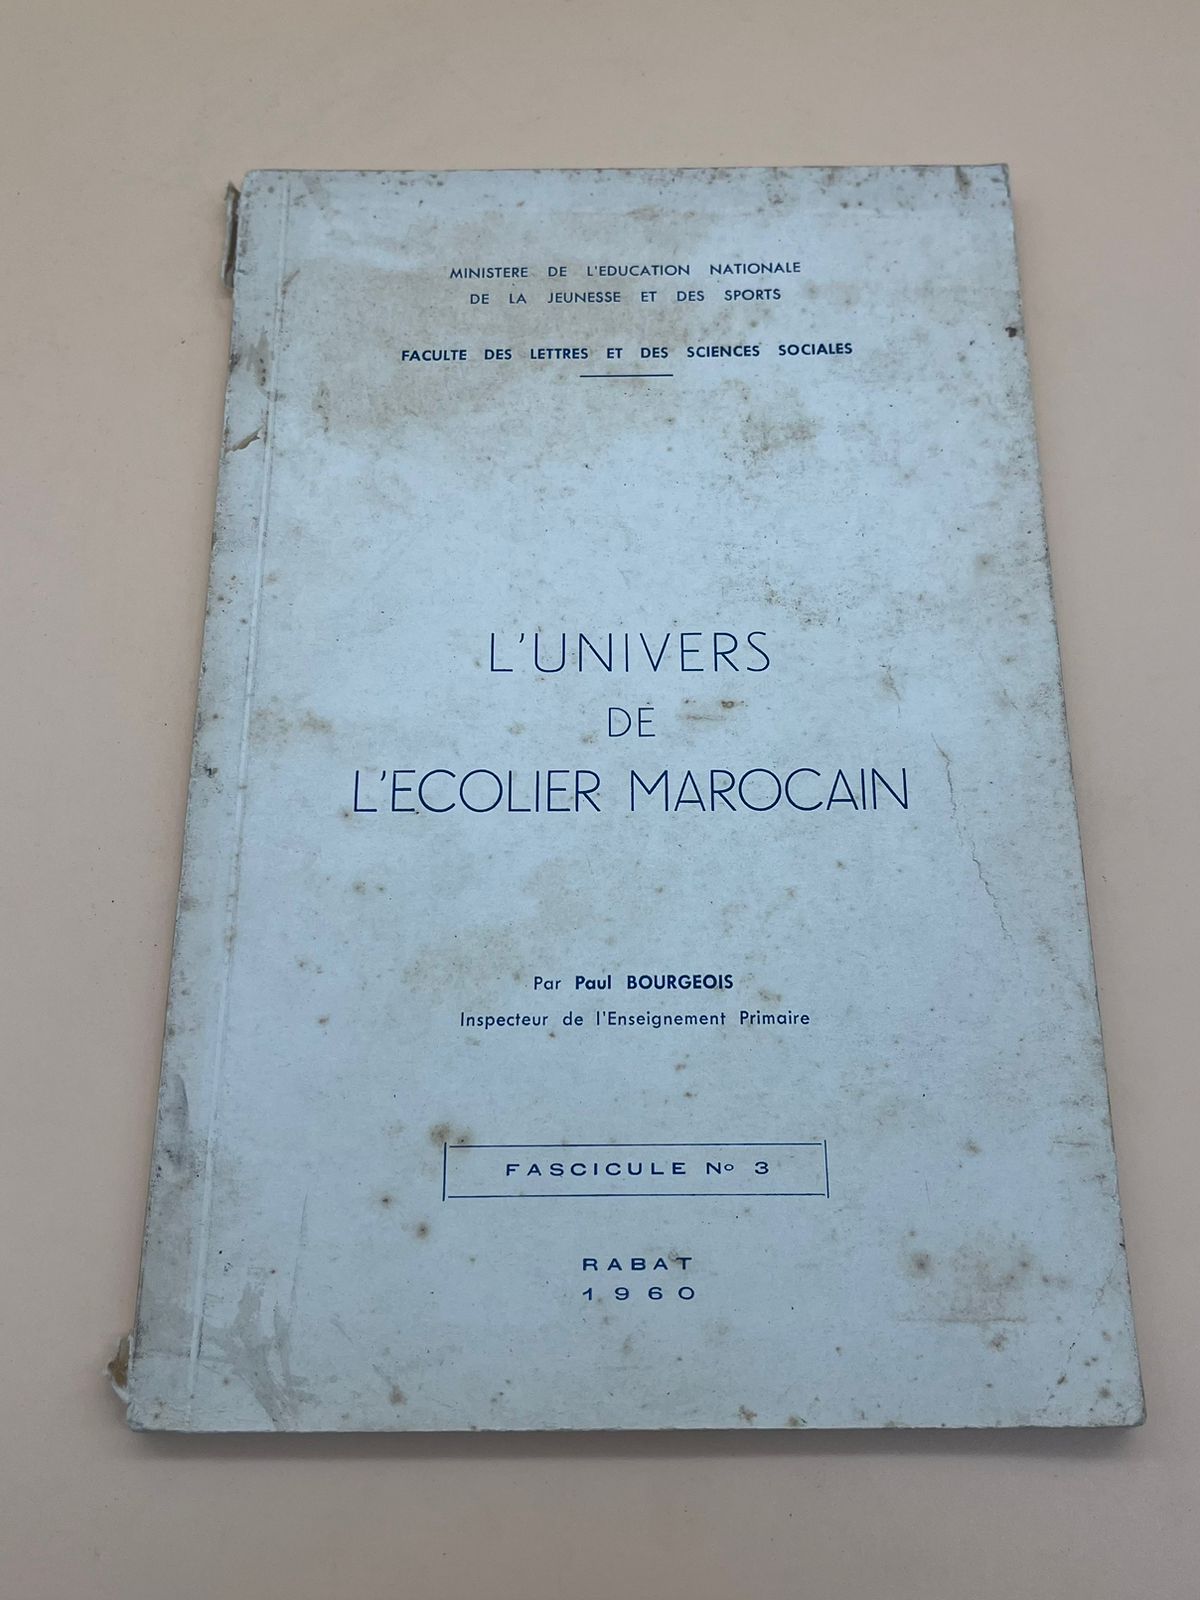 MINISTERE DE L'EDUCATION NATIONALE
DE LA JEUNESSE ET DES SPORTS
FACULTE DES LETTRES ET DES SCIENCES SOCIALES
L'UNIVERS
DE
L'ECOLIER MAROCAIN
Par Paul BOURGEOIS
Inspecteur de l'Enseignement Primaire
FASCICULE No 3
RABAT
1960